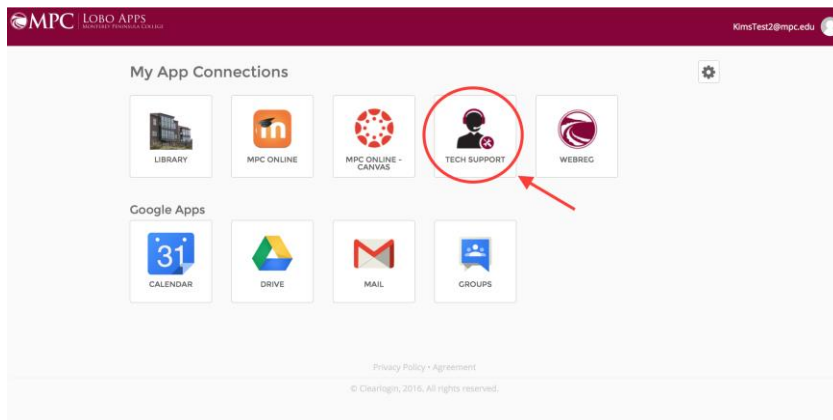 MPC LOBO APPS
MONTEREY PENINSULA COLLEGE
KimsTest2@mpc.edu
My App Connections
LIBRARY
MPC ONLINE
MPC ONLINE -
CANVAS
TECH SUPPORT
WEBREG
Google Apps
31
CALENDAR
DRIVE
MAIL
GROUPS
Privacy Policy • Agreement
© Clearlogin, 2016. All rights reserved.